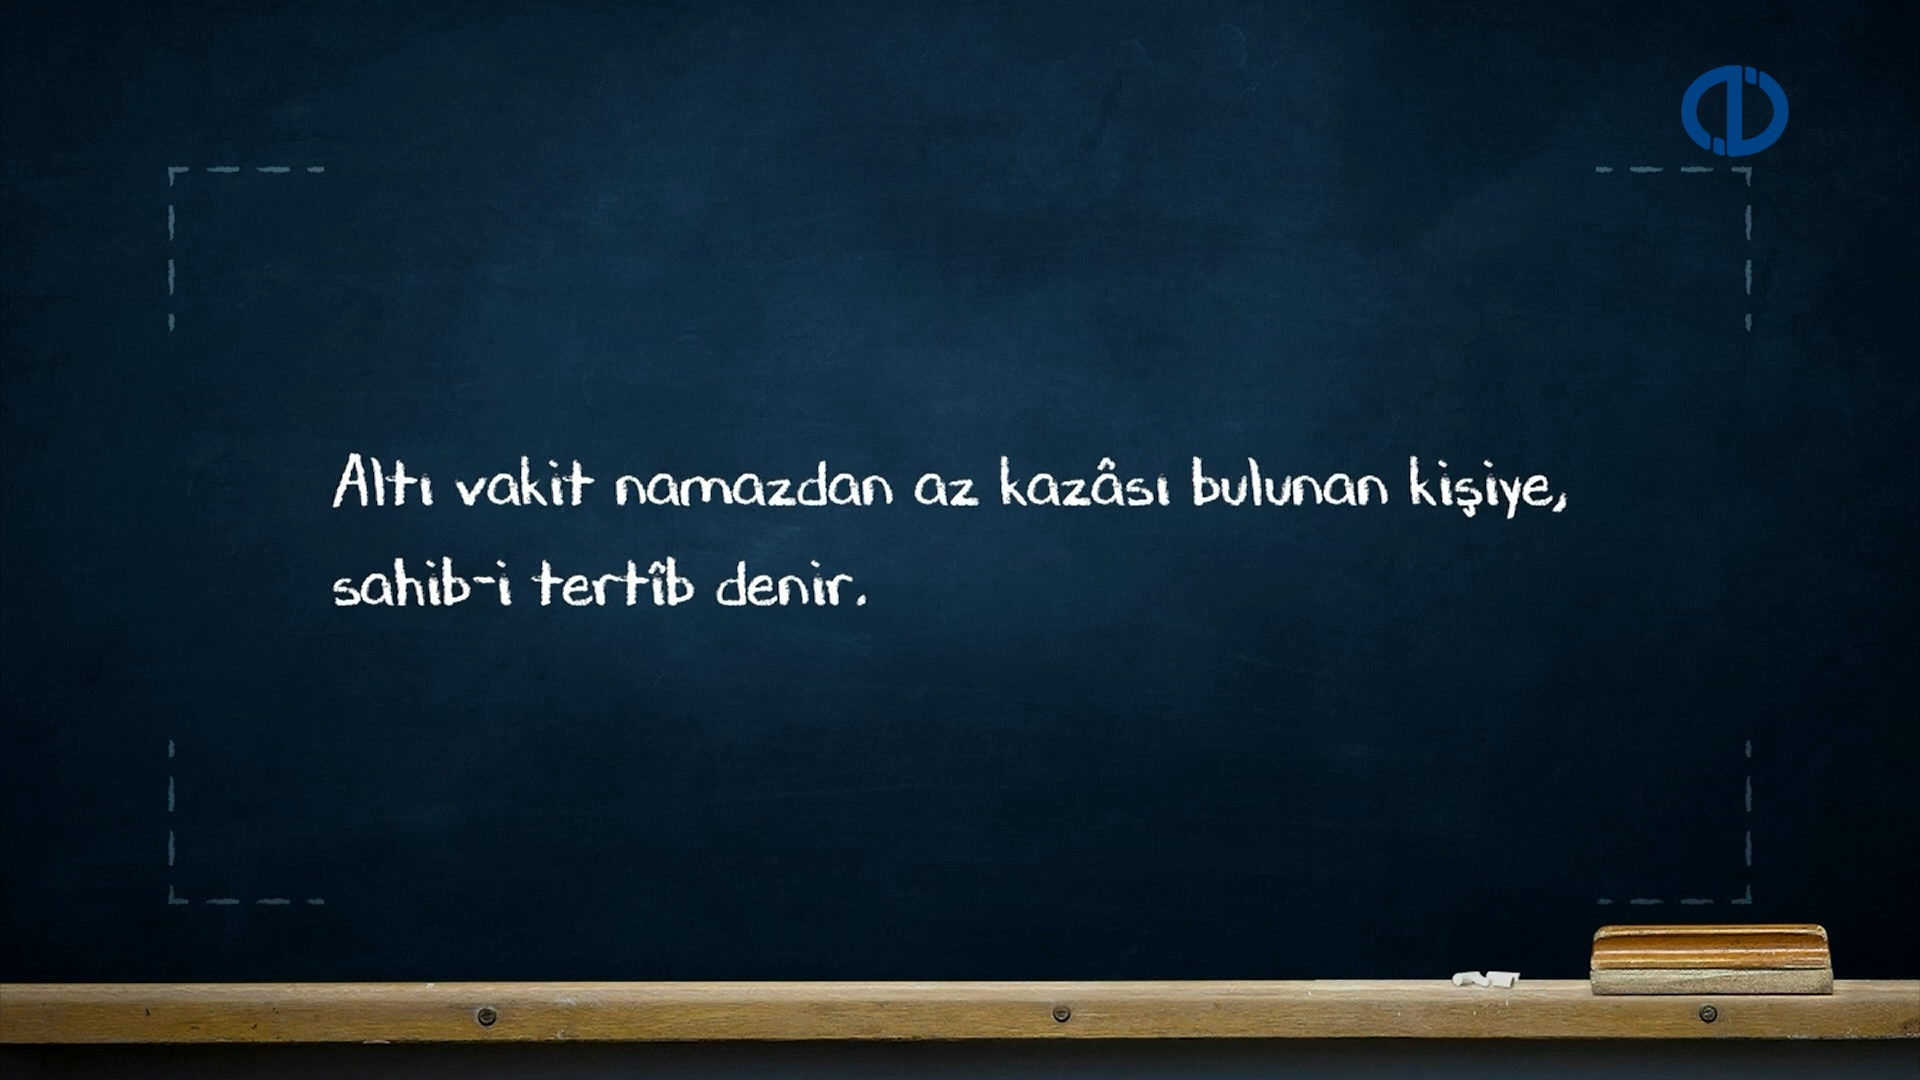 Altı vakit namazdan az kazâsı bulunan kişiye,
sahib-i tertîb denir.